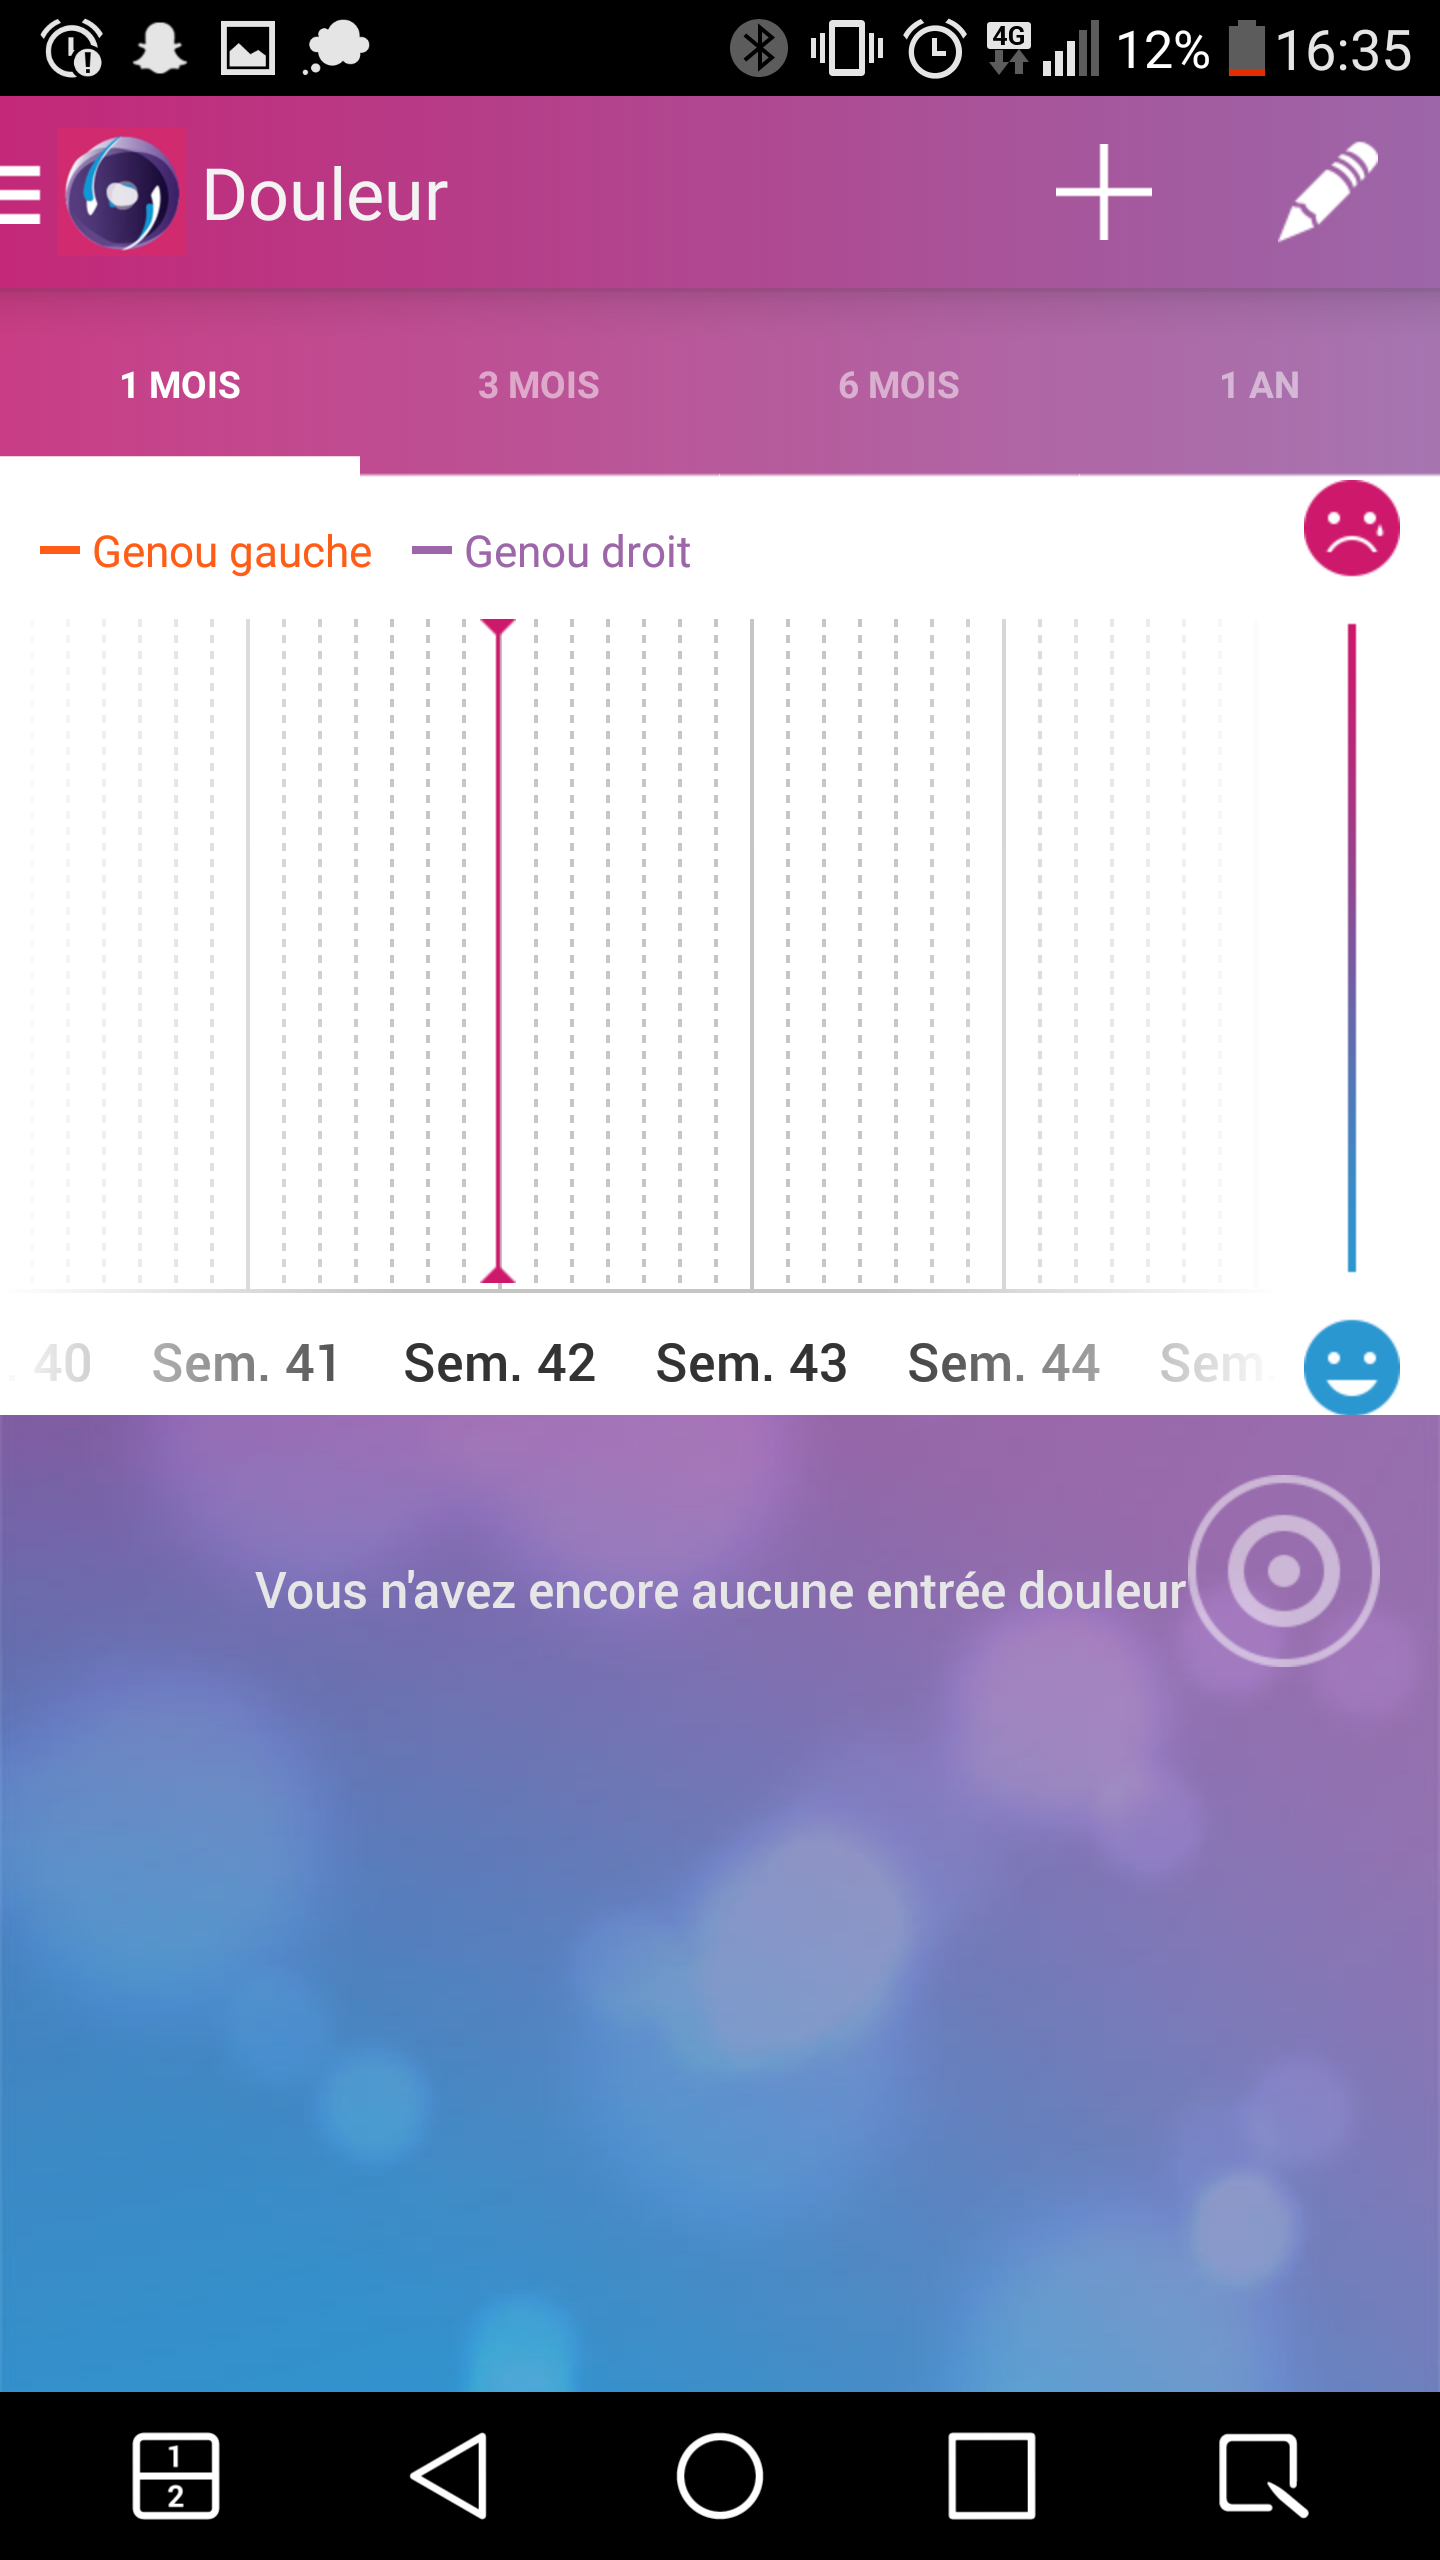 4G 12% 16:35
Douleur
1 MOIS 3 MOIS 6 MOIS 1 AN
Genou gauche Genou droit
. 40 Sem. 41 Sem. 42 Sem. 43 Sem. 44 Sem.
Vous n'avez encore aucune entrée douleur
1
2